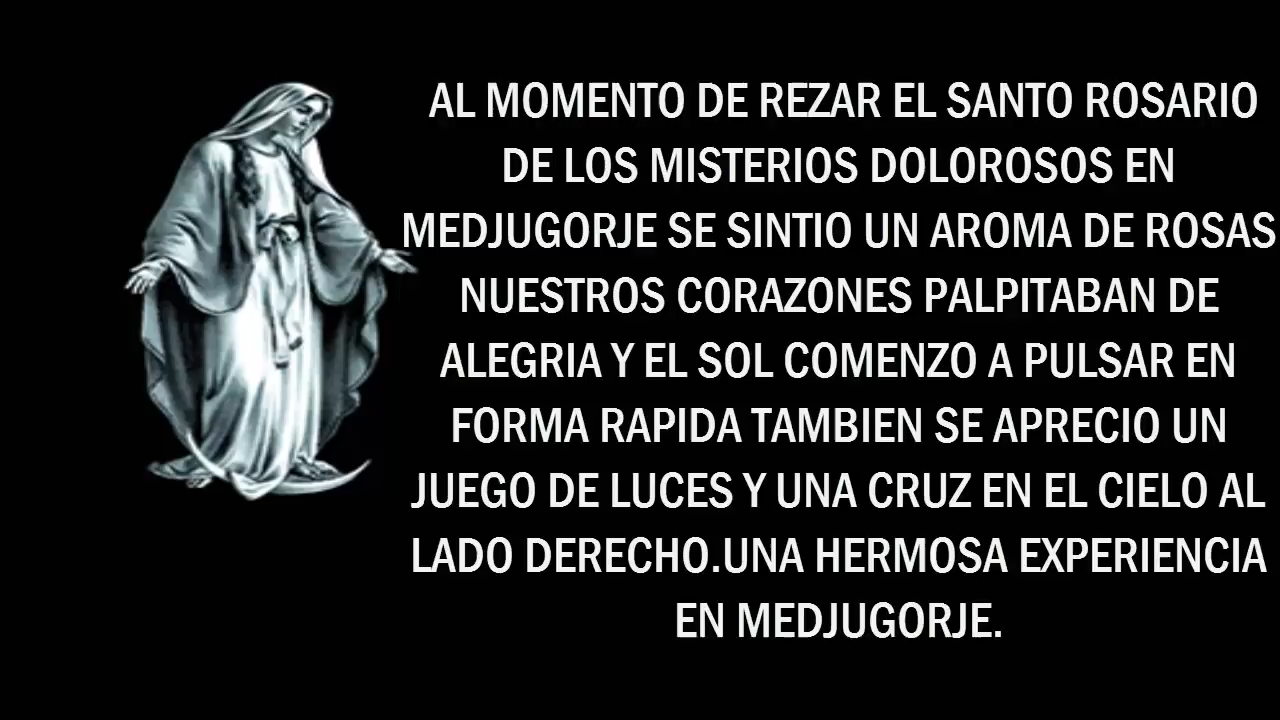 AL MOMENTO DE REZAR EL SANTO ROSARIO
DE LOS MISTERIOS DOLOROSOS EN
MEDJUGORJE SE SINTIO UN AROMA DE ROSAS
NUESTROS CORAZONES PALPITABAN DE
ALEGRIA Y EL SOL COMENZO A PULSAR EN
FORMA RAPIDA TAMBIEN SE APRECIO UN
JUEGO DE LUCES Y UNA CRUZ EN EL CIELO AL
LADO DERECHO.UNA HERMOSA EXPERIENCIA
EN MEDJUGORJE.